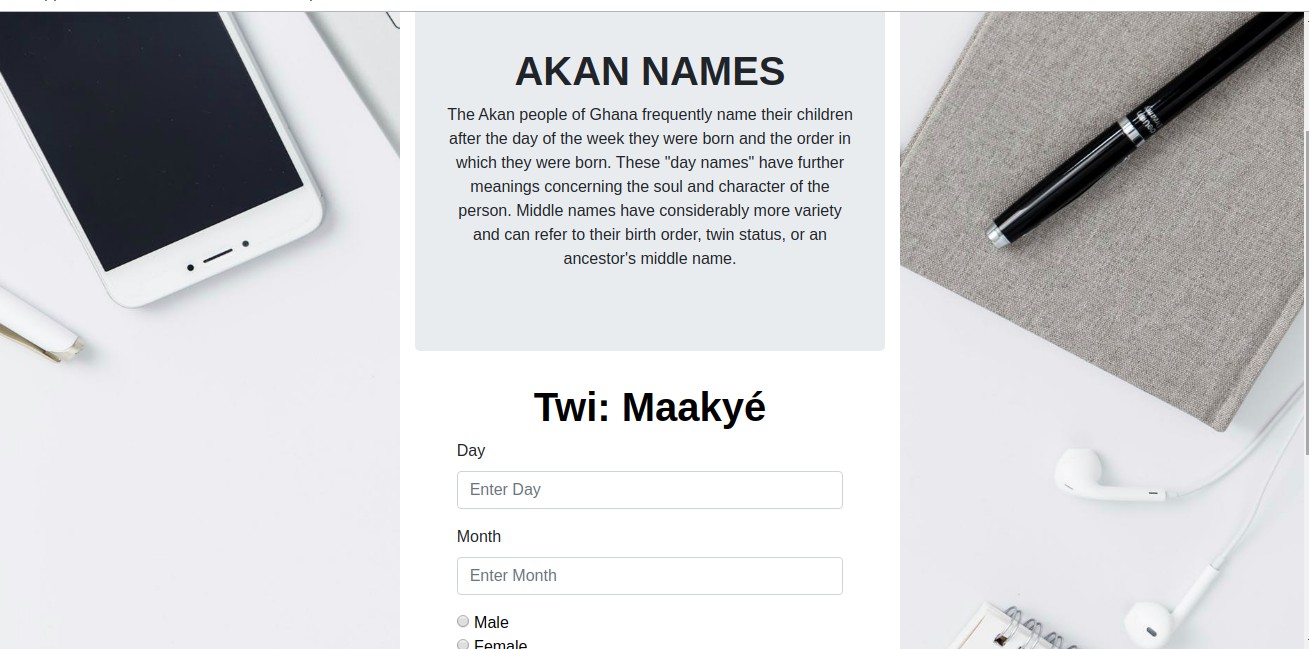 AKAN NAMES
The Akan people of Ghana frequently name their children
after the day of the week they were born and the order in
which they were born. These "day names" have further
meanings concerning the soul and character of the
person. Middle names have considerably more variety
and can refer to their birth order, twin status, or an
ancestor's middle name.
Twi: Maakyé
Day
Enter Day
Month
Enter Month
Male
Female